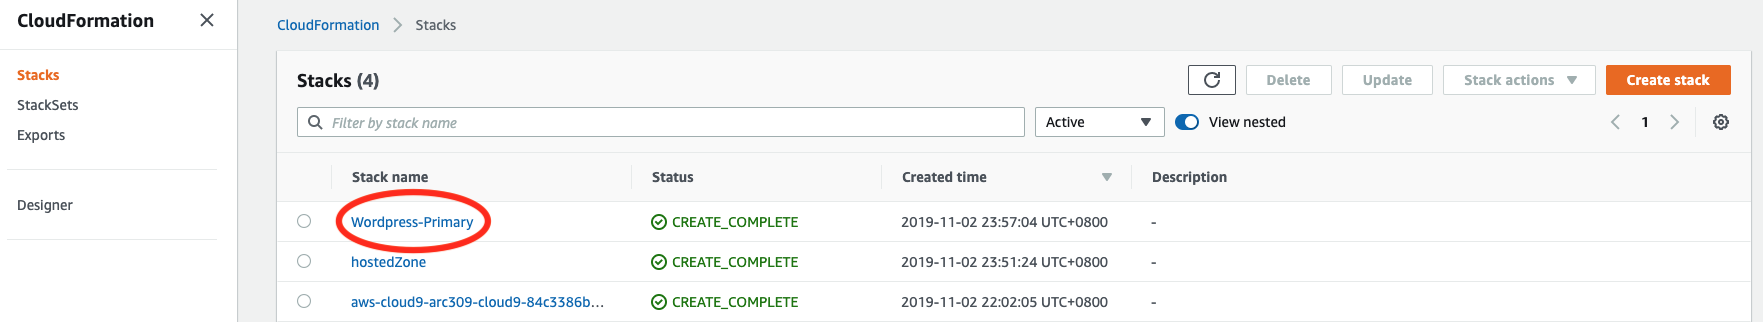 CloudFormation
Stacks
StackSets
Exports
Designer
CloudFormation > Stacks
Stacks (4)
Delete
Update
Stack actions
Create stack
Filter by stack name
Active
View nested
1
Stack name Status Created time Description
Wordpress-Primary CREATE_COMPLETE 2019-11-02 23:57:04 UTC+0800 -
hostedZone CREATE_COMPLETE 2019-11-02 23:51:24 UTC+0800 -
aws-cloud9-arc309-cloud9-84c3386b... CREATE_COMPLETE 2019-11-02 22:02:05 UTC+0800 -